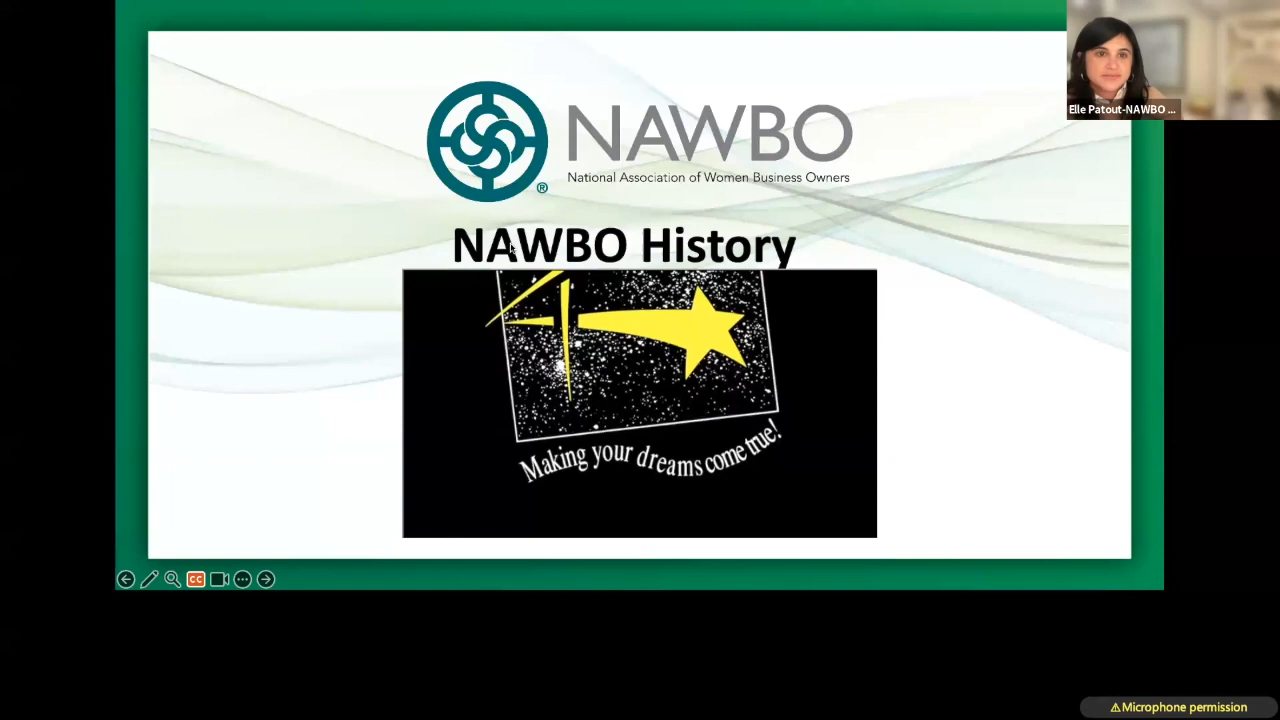 Elle Patout-NAWBO ...
NAWBO
®
National Association of Women Business Owners
NAWBO History
Making your dreams come true!
CC
⚠Microphone permission